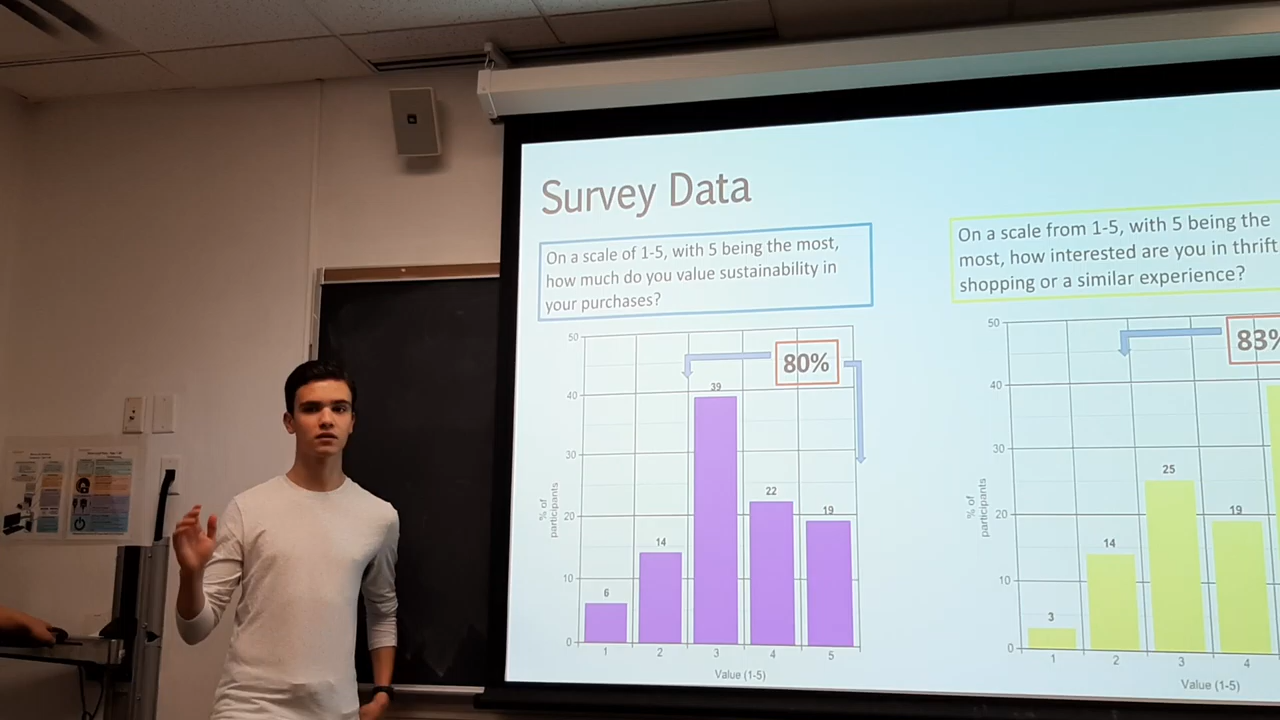 Survey Data
On a scale of 1-5, with 5 being the most,
how much do you value sustainability in
your purchases?
50
40
30
20
10
0
% of
participants
80%
6
14
39
22
19
1
2
3
4
5
Value (1-5)
On a scale from 1-5, with 5 being the
most, how interested are you in thrift
shopping or a similar experience?
50
40
30
20
10
0
% of
participants
83%
3
14
25
19
1
2
3
4
Value (1-5)